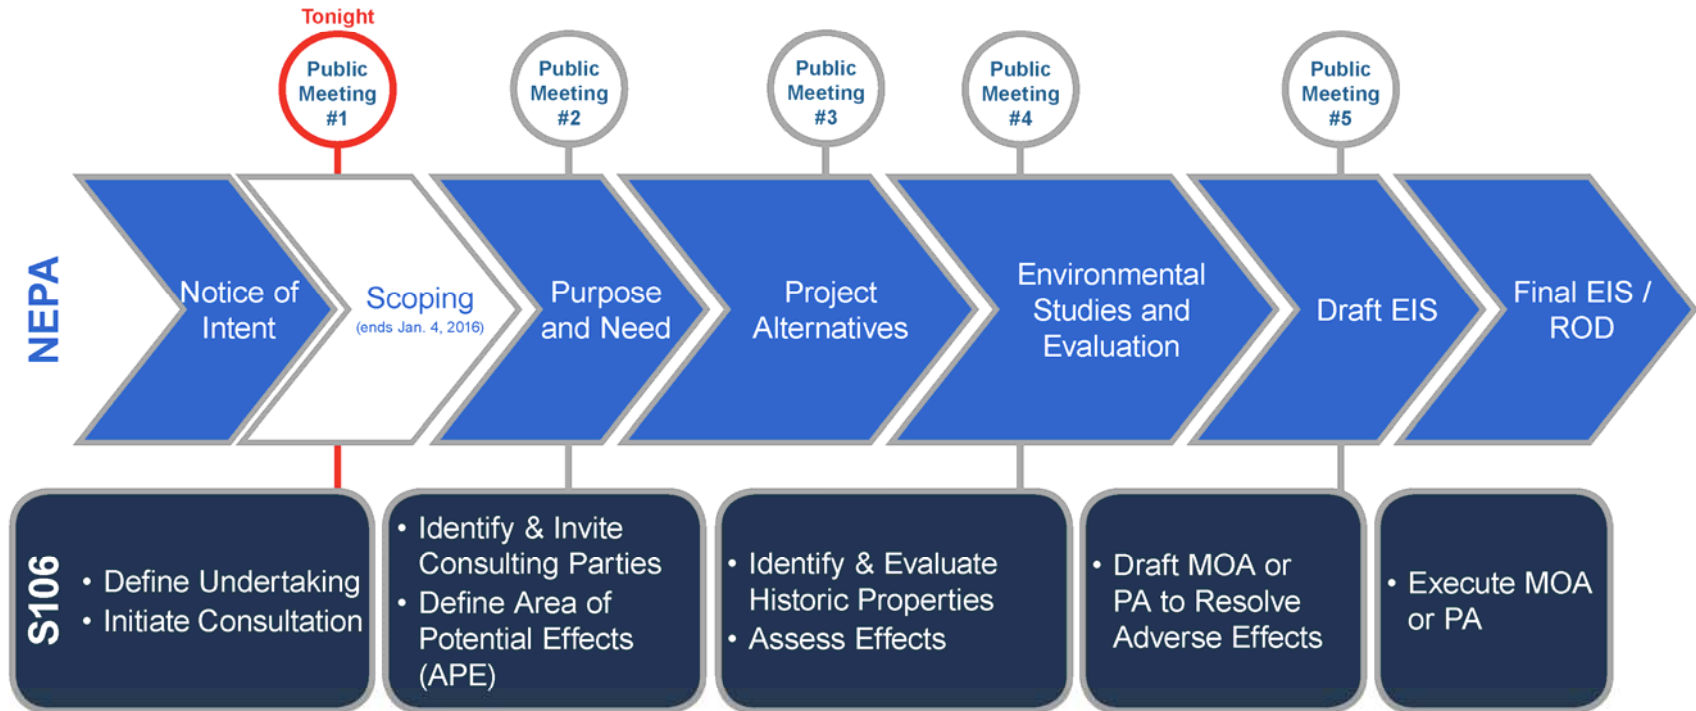 Tonight
Public
Meeting
#1
Public
Meeting
#2
Public
Meeting
#3
Public
Meeting
#4
Public
Meeting
#5
NEPA
Notice of
Intent
Scoping
(ends Jan. 4, 2016)
Purpose
and Need
Project
Alternatives
Environmental
Studies and
Evaluation
Draft EIS
Final EIS /
ROD
S106
• Define Undertaking
• Initiate Consultation
• Identify & Invite
Consulting Parties
• Define Area of
Potential Effects
(APE)
• Identify & Evaluate
Historic Properties
• Assess Effects
• Draft MOA or
PA to Resolve
Adverse Effects
• Execute MOA
or PA